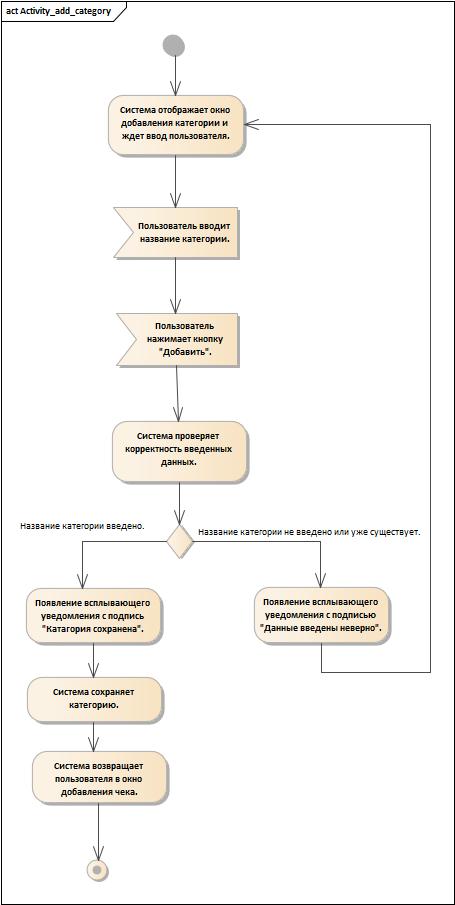 act Activity_add_category
Система отображает окно
добавления категории и
ждет ввод пользователя.
Пользователь вводит
название категории.
Пользователь
нажимает кнопку
"Добавить".
Система проверяет
корректность введенных
данных.
Название категории введено.
Название категории не введено или уже существует.
Появление всплывающего
уведомления с подпись
"Катагория сохранена".
Появление всплывающего
уведомления с подписью
"Данные введены неверно".
Система сохраняет
категорию.
Система возвращает
пользователя в окно
добавления чека.